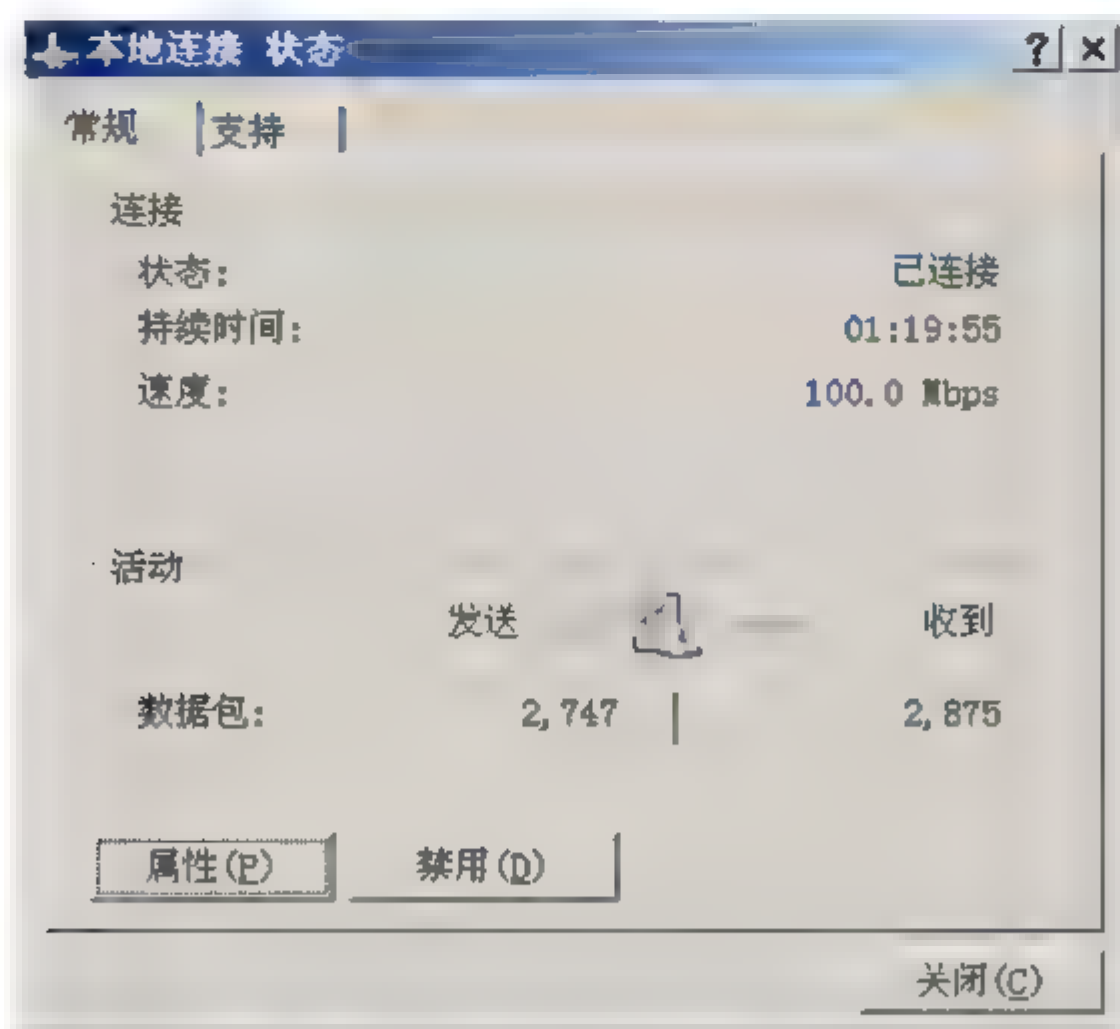 本地连接 状态 ? ×
常规 支持
连接
状态: 已连接
持续时间: 01:19:55
速度: 100.0 Mbps
活动
发送 收到
数据包: 2,747 2,875
属性(P) 禁用(D)
关闭(C)